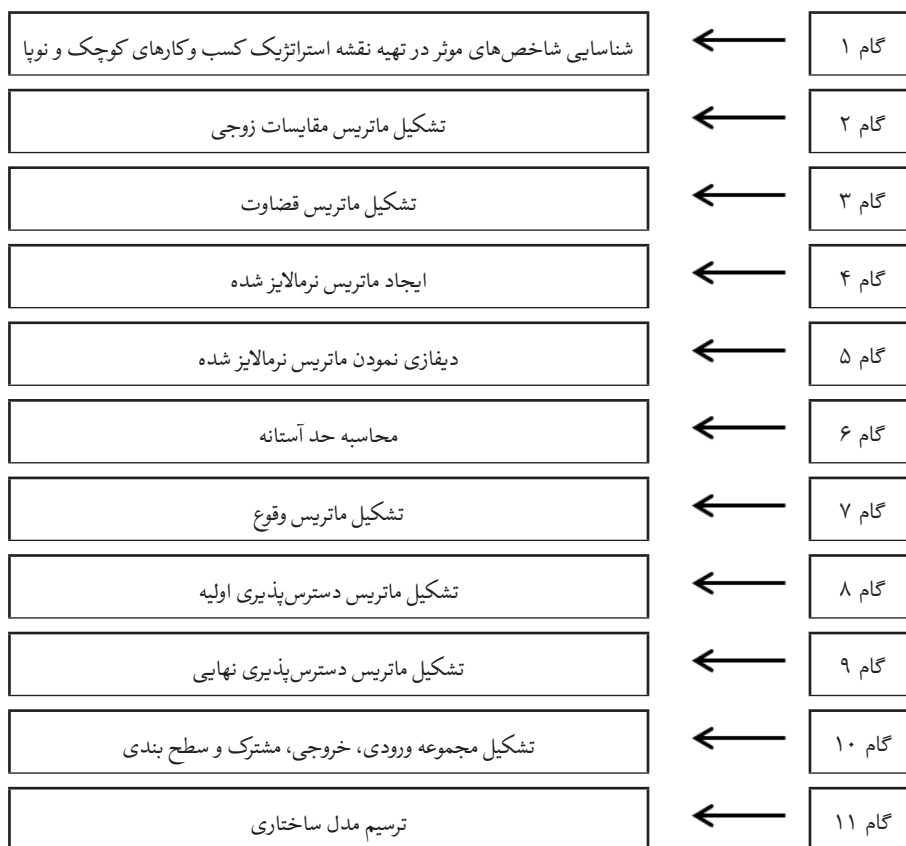 گام ۱
شناسایی شاخص‌های موثر در تهیه نقشه استراتژیک کسب وکارهای کوچک و نوپا
گام ۲
تشکیل ماتریس مقایسات زوجی
گام ۳
تشکیل ماتریس قضاوت
گام ۴
ایجاد ماتریس نرمالایز شده
گام ۵
دیفازی نمودن ماتریس نرمالایز شده
گام ۶
محاسبه حد آستانه
گام ۷
تشکیل ماتریس وقوع
گام ۸
تشکیل ماتریس دسترس‌پذیری اولیه
گام ۹
تشکیل ماتریس دسترس‌پذیری نهایی
گام ۱۰
تشکیل مجموعه ورودی، خروجی، مشترک و سطح بندی
گام ۱۱
ترسیم مدل ساختاری